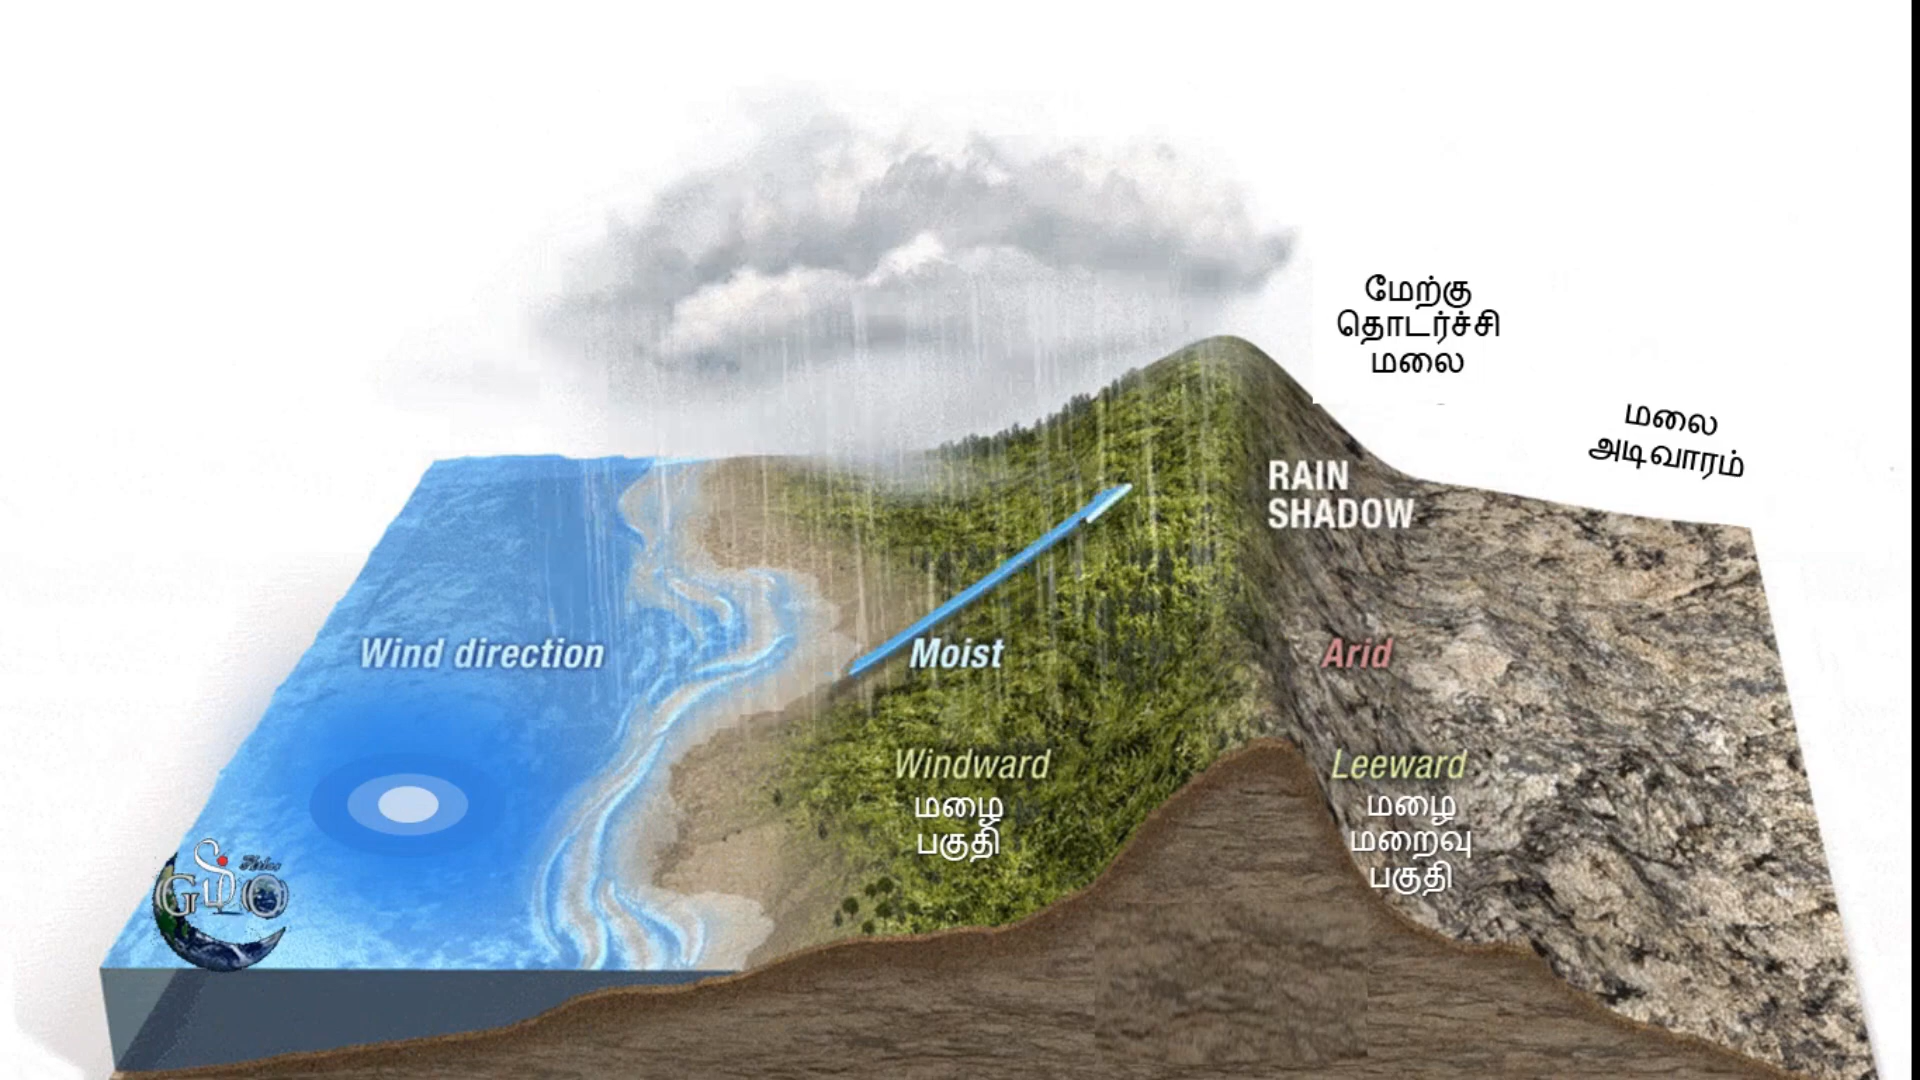 மேற்கு
தொடர்ச்சி
மலை
மலை
அடிவாரம்
RAIN
SHADOW
Wind direction
Moist
Arid
Windward
மழை
பகுதி
Leeward
மழை
மறைவு
பகுதி